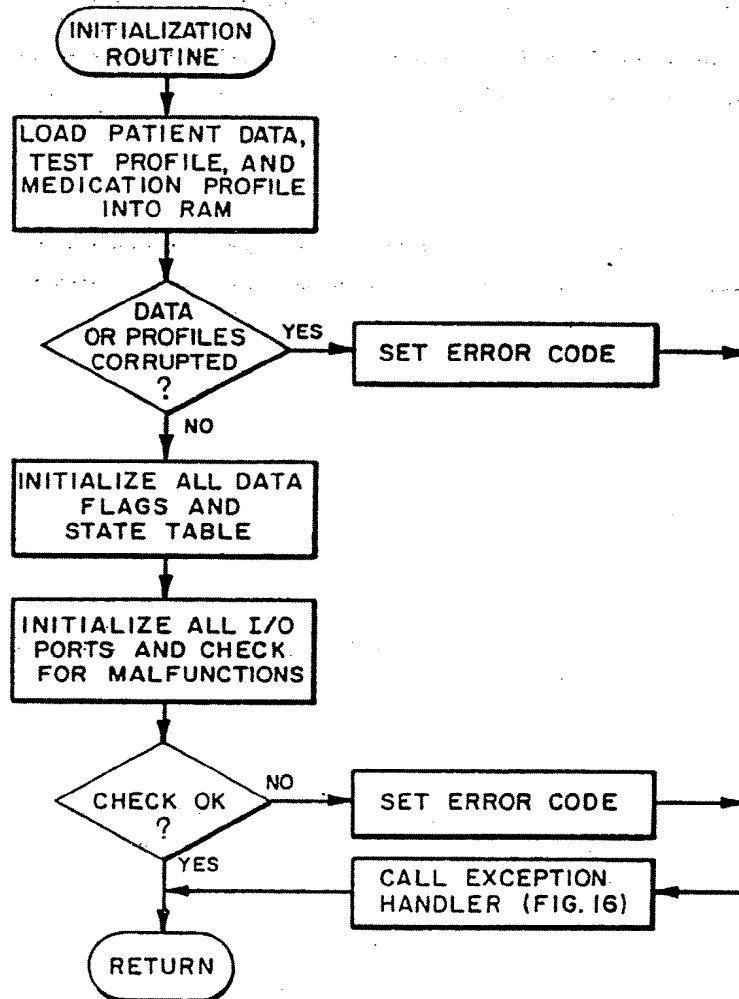 INITIALIZATION
ROUTINE
LOAD PATIENT DATA,
TEST PROFILE, AND
MEDICATION PROFILE
INTO RAM
DATA
OR PROFILES
CORRUPTED
?
YES
SET ERROR CODE
NO
INITIALIZE ALL DATA
FLAGS AND
STATE TABLE
INITIALIZE ALL I/O
PORTS AND CHECK
FOR MALFUNCTIONS
CHECK OK
?
NO
SET ERROR CODE
YES
CALL EXCEPTION
HANDLER (FIG. 16)
RETURN